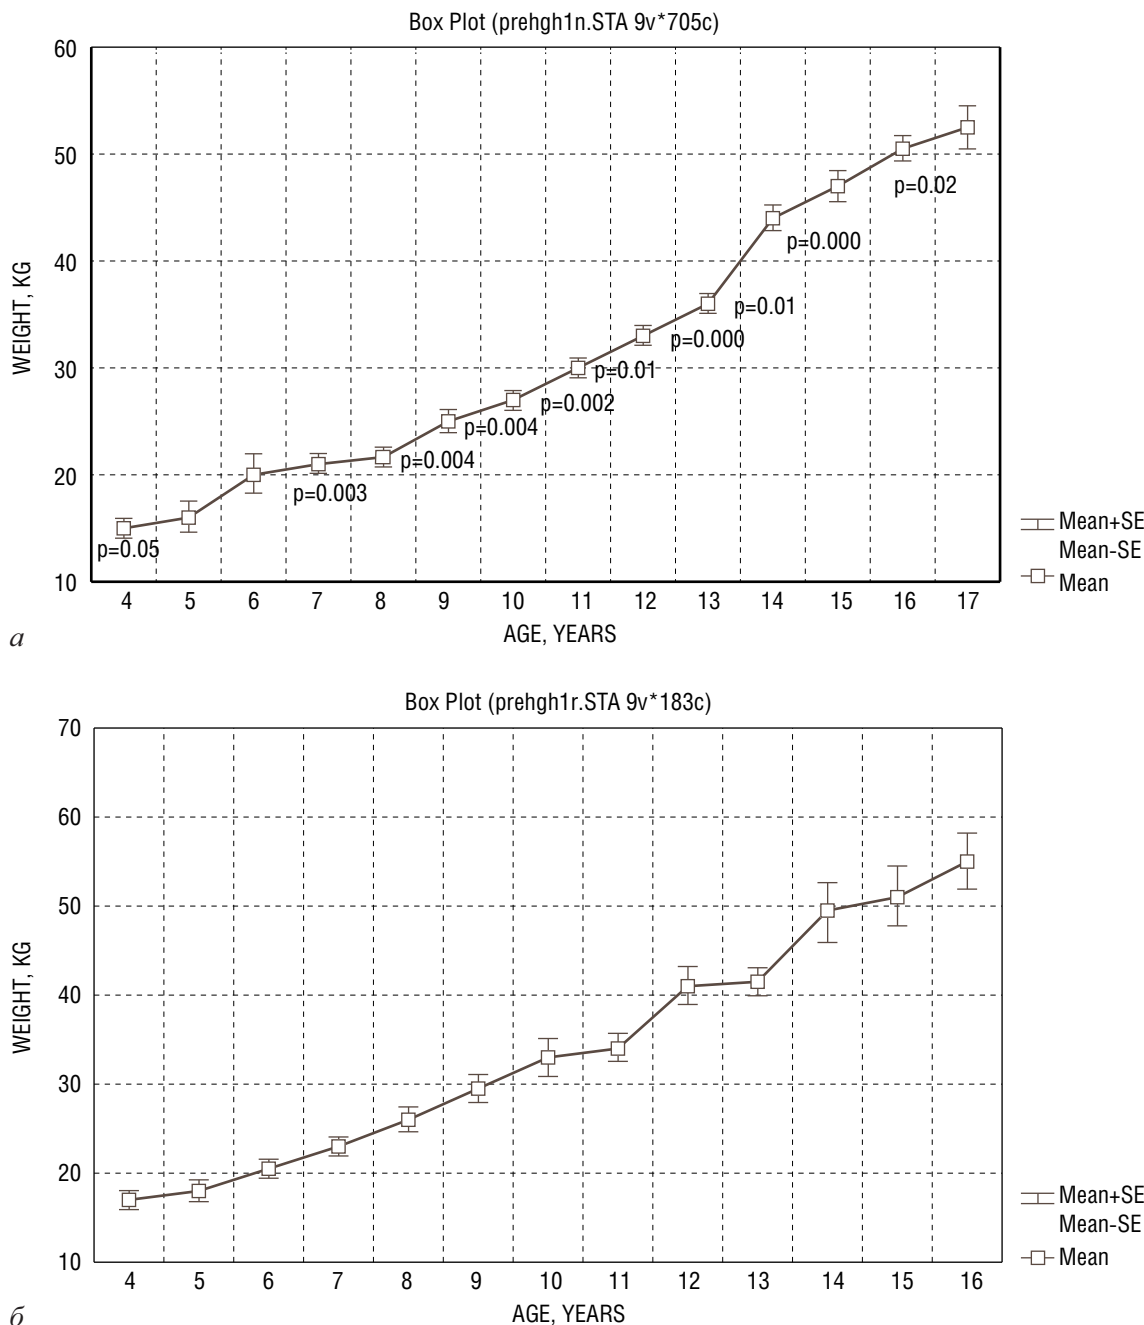 Box Plot (prehgh1n.STA 9v*705c)
60
50
p=0.02
p=0.000
40
p=0.01
p=0.000
30
p=0.01
p=0.002
p=0.004
p=0.004
20
p=0.003
p=0.05
10
WEIGHT, KG
4 5 6 7 8 9 10 11 12 13 14 15 16 17
AGE, YEARS
Mean+SE
Mean-SE
Mean
а
Box Plot (prehgh1r.STA 9v*183c)
70
60
50
40
30
20
10
WEIGHT, KG
4 5 6 7 8 9 10 11 12 13 14 15 16
AGE, YEARS
Mean+SE
Mean-SE
Mean
б